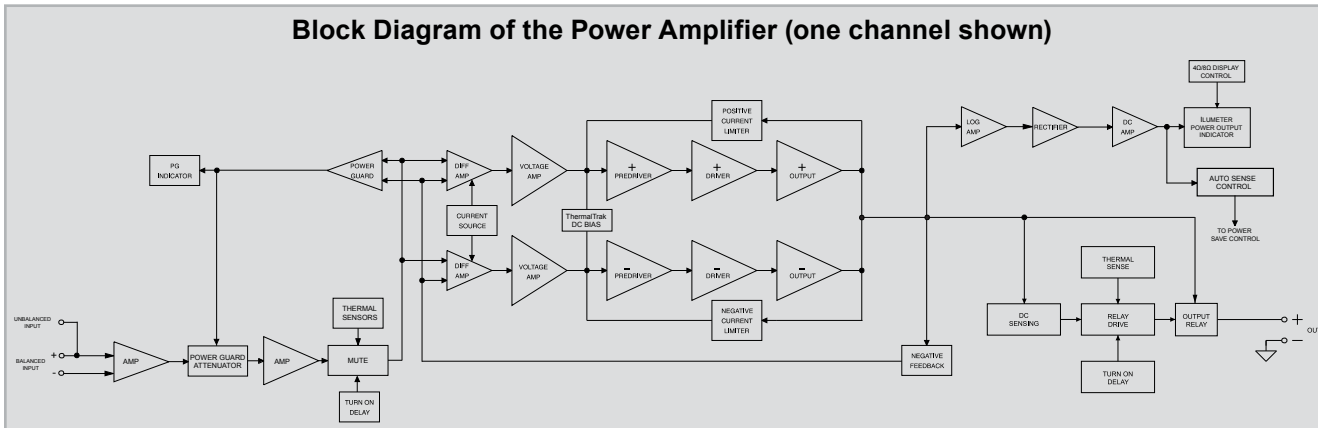 Block Diagram of the Power Amplifier (one channel shown)
4Ω/8Ω DISPLAY
CONTROL
POSITIVE
CURRENT
LIMITER
LOG
AMP
RECTIFIER
DC
AMP
ILUMETER
POWER OUTPUT
INDICATOR
PG
INDICATOR
POWER
GUARD
DIFF
AMP
VOLTAGE
AMP
+
PREDRIVER
+
DRIVER
+
OUTPUT
AUTO SENSE
CONTROL
CURRENT
SOURCE
ThermalTrak
DC BIAS
TO POWER
SAVE CONTROL
DIFF
AMP
VOLTAGE
AMP
-
PREDRIVER
-
DRIVER
-
OUTPUT
THERMAL
SENSE
THERMAL
SENSORS
NEGATIVE
CURRENT
LIMITER
DC
SENSING
RELAY
DRIVE
OUTPUT
RELAY
+
OU
-
UNBALANCED
INPUT
+
BALANCED
INPUT
-
AMP
POWER GUARD
ATTENUATOR
AMP
MUTE
NEGATIVE
FEEDBACK
TURN ON
DELAY
TURN ON
DELAY